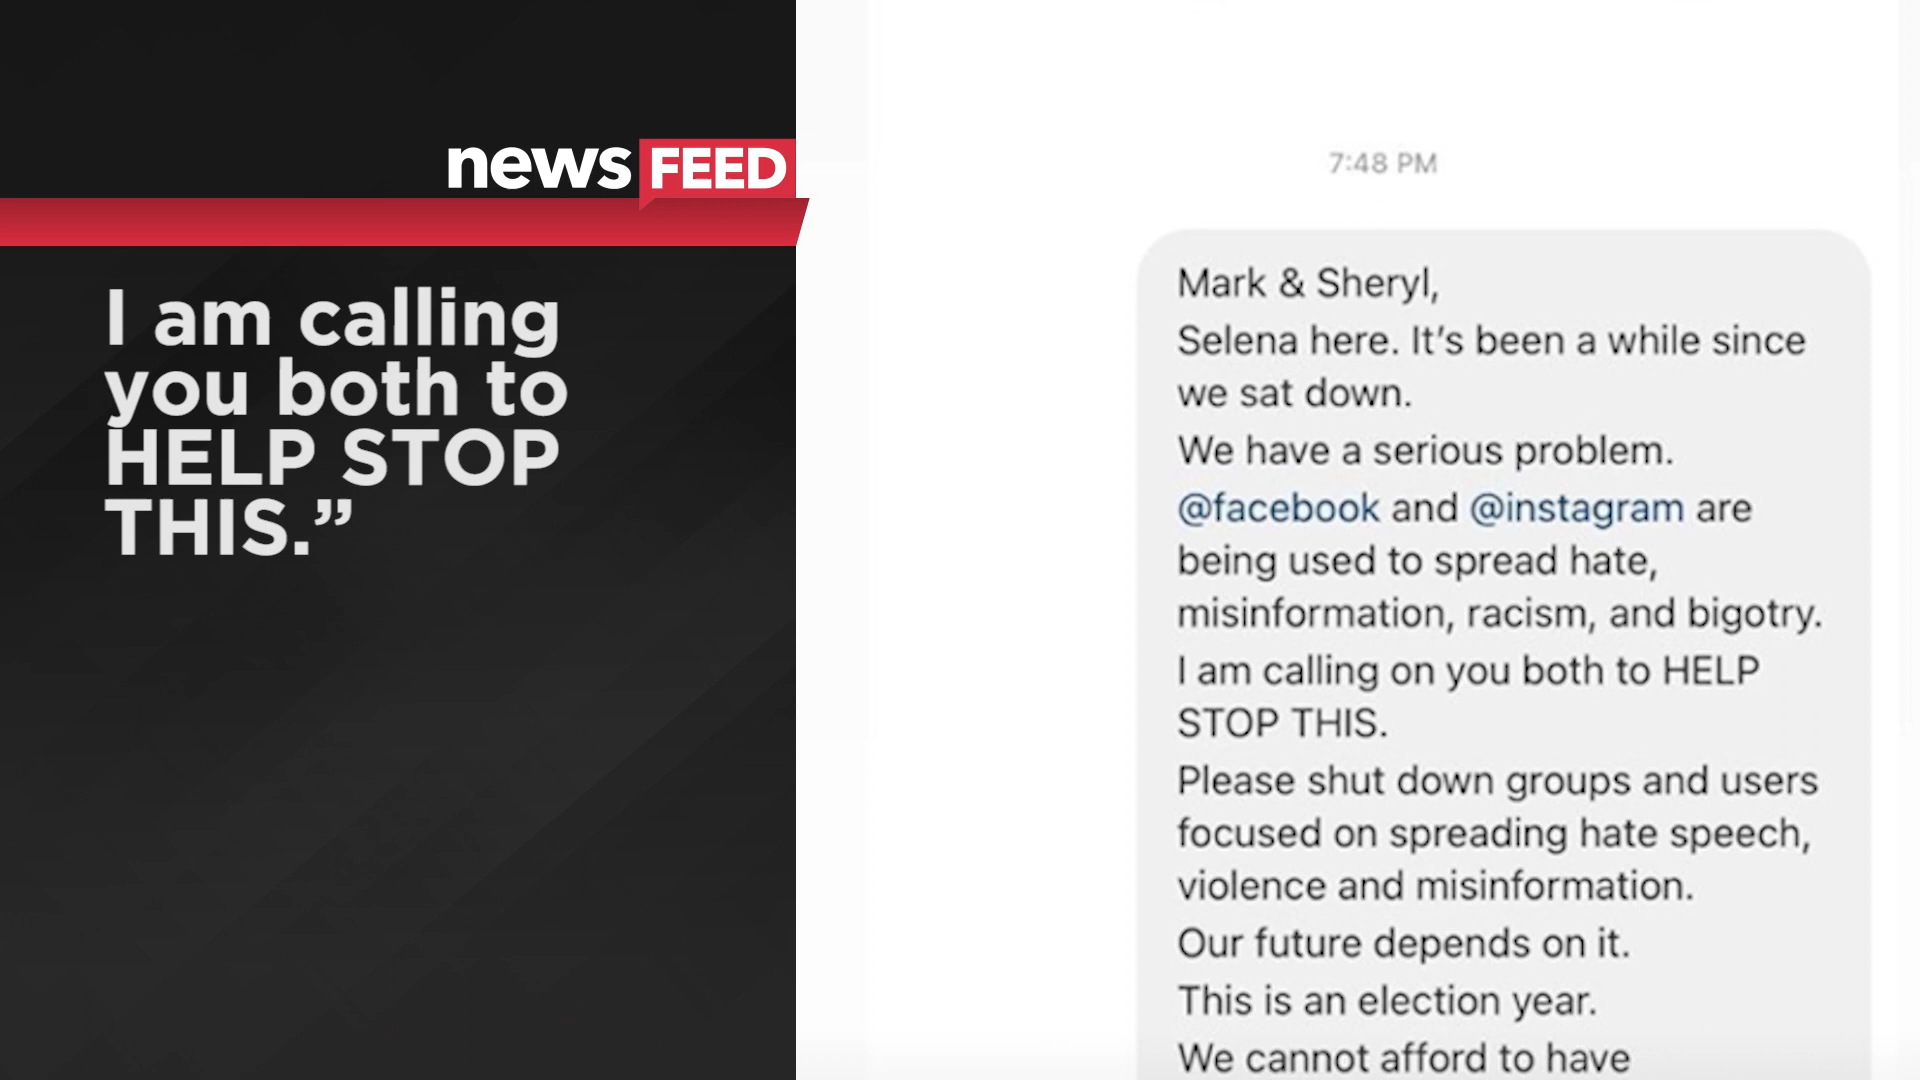 news FEED
I am calling
you both to
HELP STOP
THIS.”
7:48 PM
Mark & Sheryl,
Selena here. It’s been a while since
we sat down.
We have a serious problem.
@facebook and @instagram are
being used to spread hate,
misinformation, racism, and bigotry.
I am calling on you both to HELP
STOP THIS.
Please shut down groups and users
focused on spreading hate speech,
violence and misinformation.
Our future depends on it.
This is an election year.
We cannot afford to have